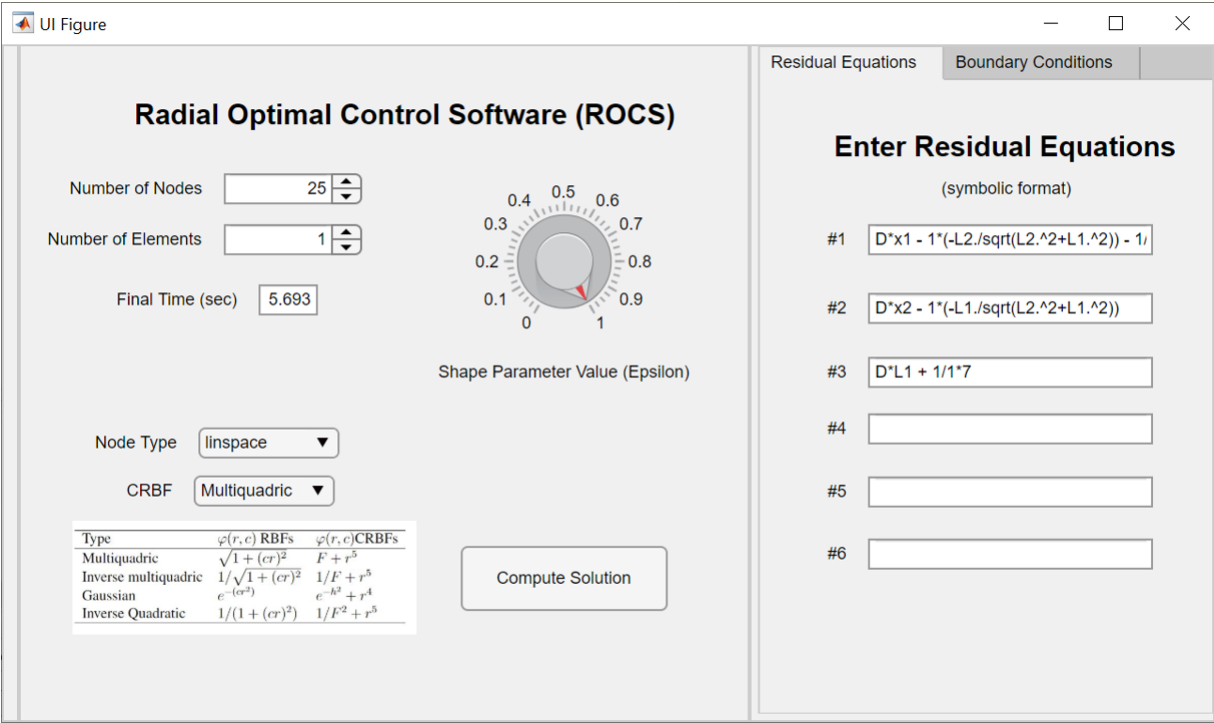 UI Figure
Radial Optimal Control Software (ROCS)
Number of Nodes 25
Number of Elements 1
Final Time (sec) 5.693
0 0.1 0.2 0.3 0.4 0.5 0.6 0.7 0.8 0.9 1
Shape Parameter Value (Epsilon)
Node Type linspace
CRBF Multiquadric
Type φ(r, c) RBFs φ(r, c)CRBFs
Multiquadric √1 + (cr)² F + r⁵
Inverse multiquadric 1/√1 + (cr)² 1/F + r⁵
Gaussian e^−(cr²) e^−h² + r⁴
Inverse Quadratic 1/(1 + (cr)²) 1/F² + r⁵
Compute Solution
Residual Equations Boundary Conditions
Enter Residual Equations
(symbolic format)
#1 D*x1 - 1*(-L2./sqrt(L2.^2+L1.^2)) - 1/
#2 D*x2 - 1*(-L1./sqrt(L2.^2+L1.^2))
#3 D*L1 + 1/1*7
#4
#5
#6